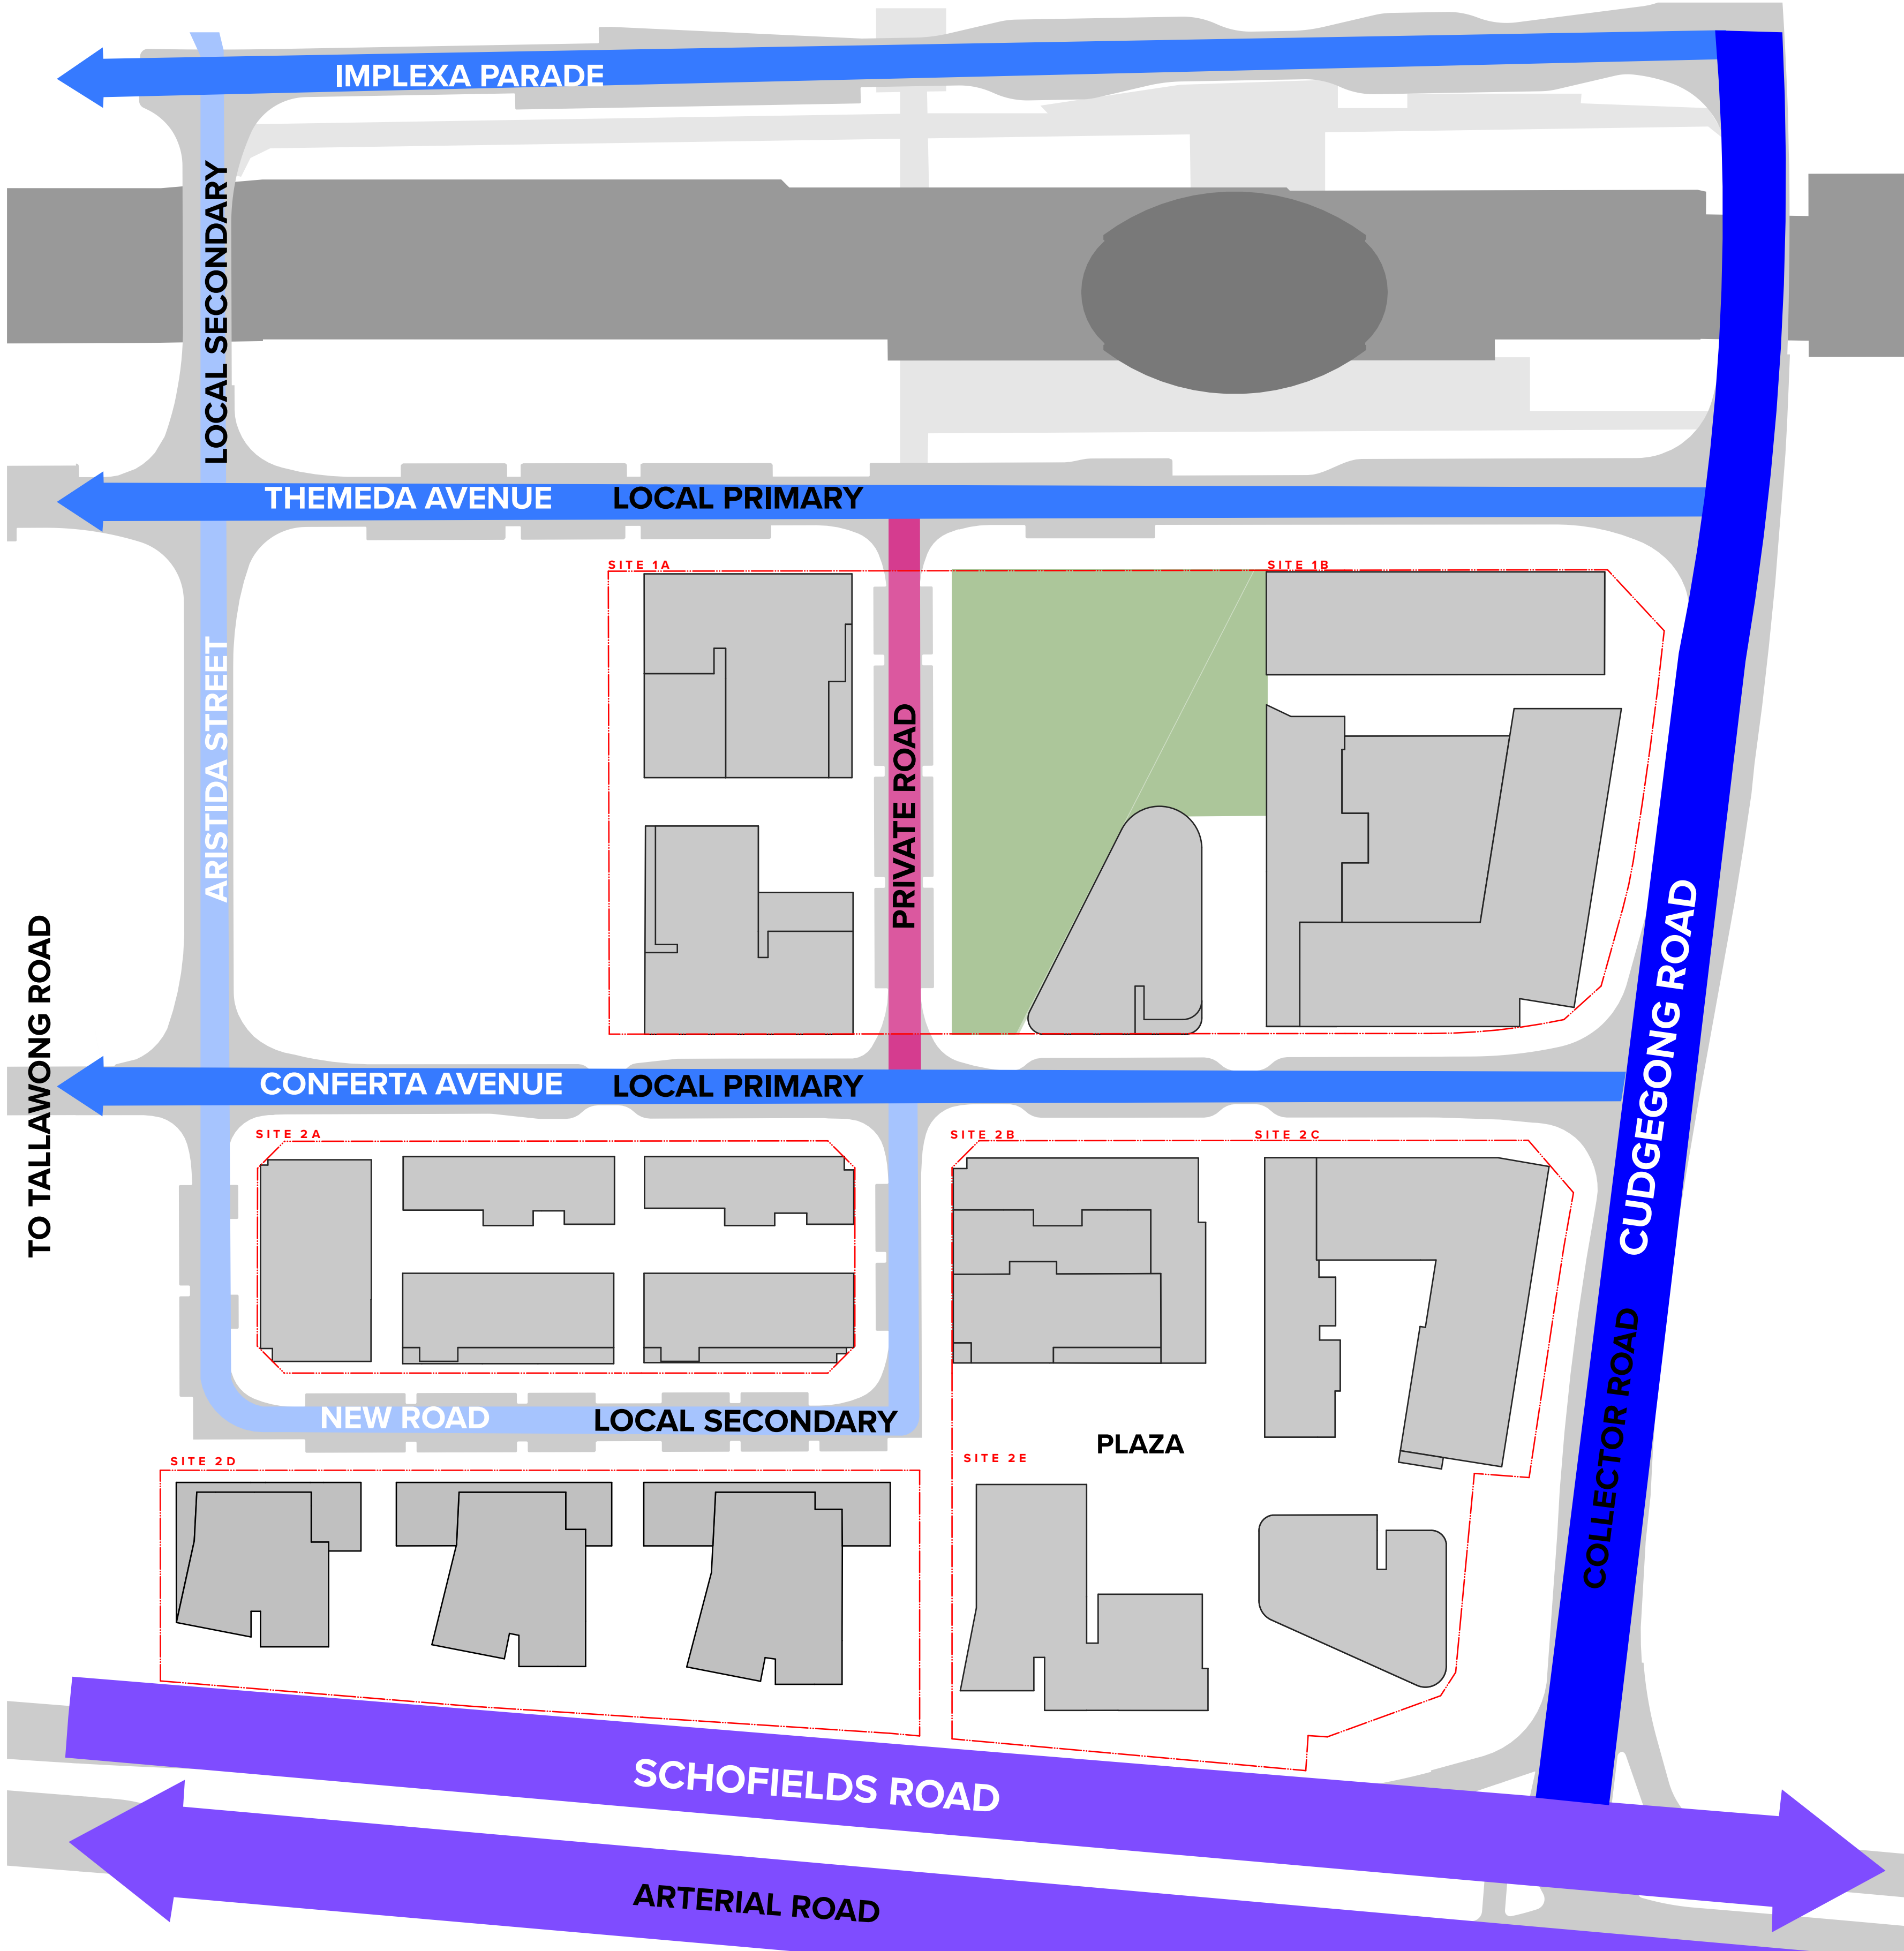 IMPLEXA PARADE
LOCAL SECONDARY
THEMEDA AVENUE
LOCAL PRIMARY
SITE 1A
SITE 1B
ARISTIDA STREET
PRIVATE ROAD
CUDGEGONG ROAD
TO TALLAWONG ROAD
CONFERTA AVENUE
LOCAL PRIMARY
SITE 2A
SITE 2B
SITE 2C
COLLECTOR ROAD
NEW ROAD
LOCAL SECONDARY
PLAZA
SITE 2D
SITE 2E
SCHOFIELDS ROAD
ARTERIAL ROAD